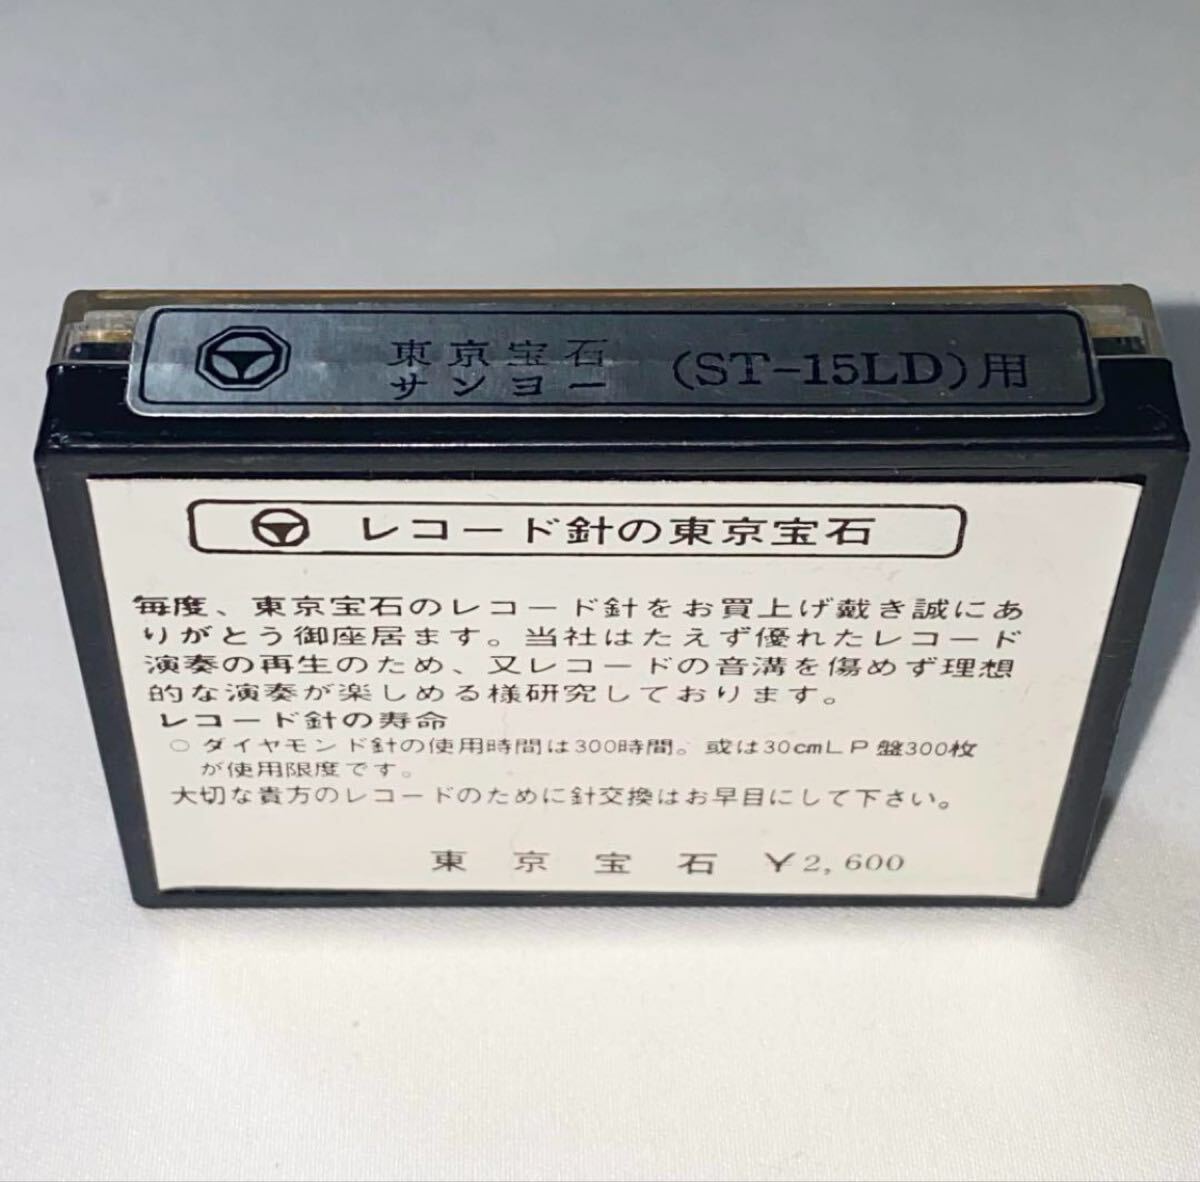 東京宝石
サンヨー (ST-15LD)用
レコード針の東京宝石
毎度、東京宝石のレコード針をお買上げ戴き誠にあ
りがとう御座居ます。当社はたえず優れたレコード
演奏の再生のため、又レコードの音溝を傷めず理想
的な演奏が楽しめる様研究しております。
レコード針の寿命
○ ダイヤモンド針の使用時間は300時間。或は30cmLP盤300枚
が使用限度です。
大切な貴方のレコードのために針交換はお早目にして下さい。
東京宝石 ¥2,600